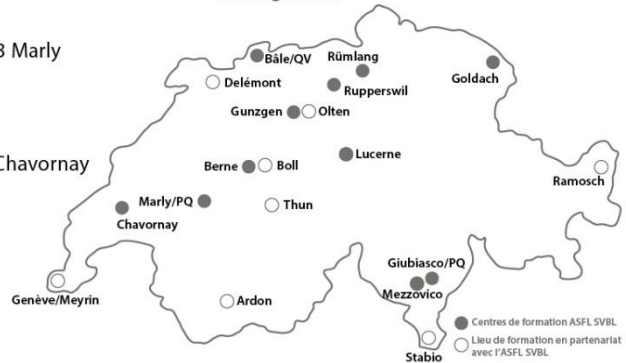 3 Marly
Bâle/QV
Rümlang
Goldach
Delémont
Rupperswil
Gunzgen
Olten
Chavornay
Berne
Boll
Lucerne
Ramosch
Marly/PQ
Thun
Chavornay
Giubiasco/PQ
Genève/Meyrin
Ardon
Mezzovico
Centres de formation ASFL SVBL
Lieu de formation en partenariat
avec l'ASFL SVBL
Stabio